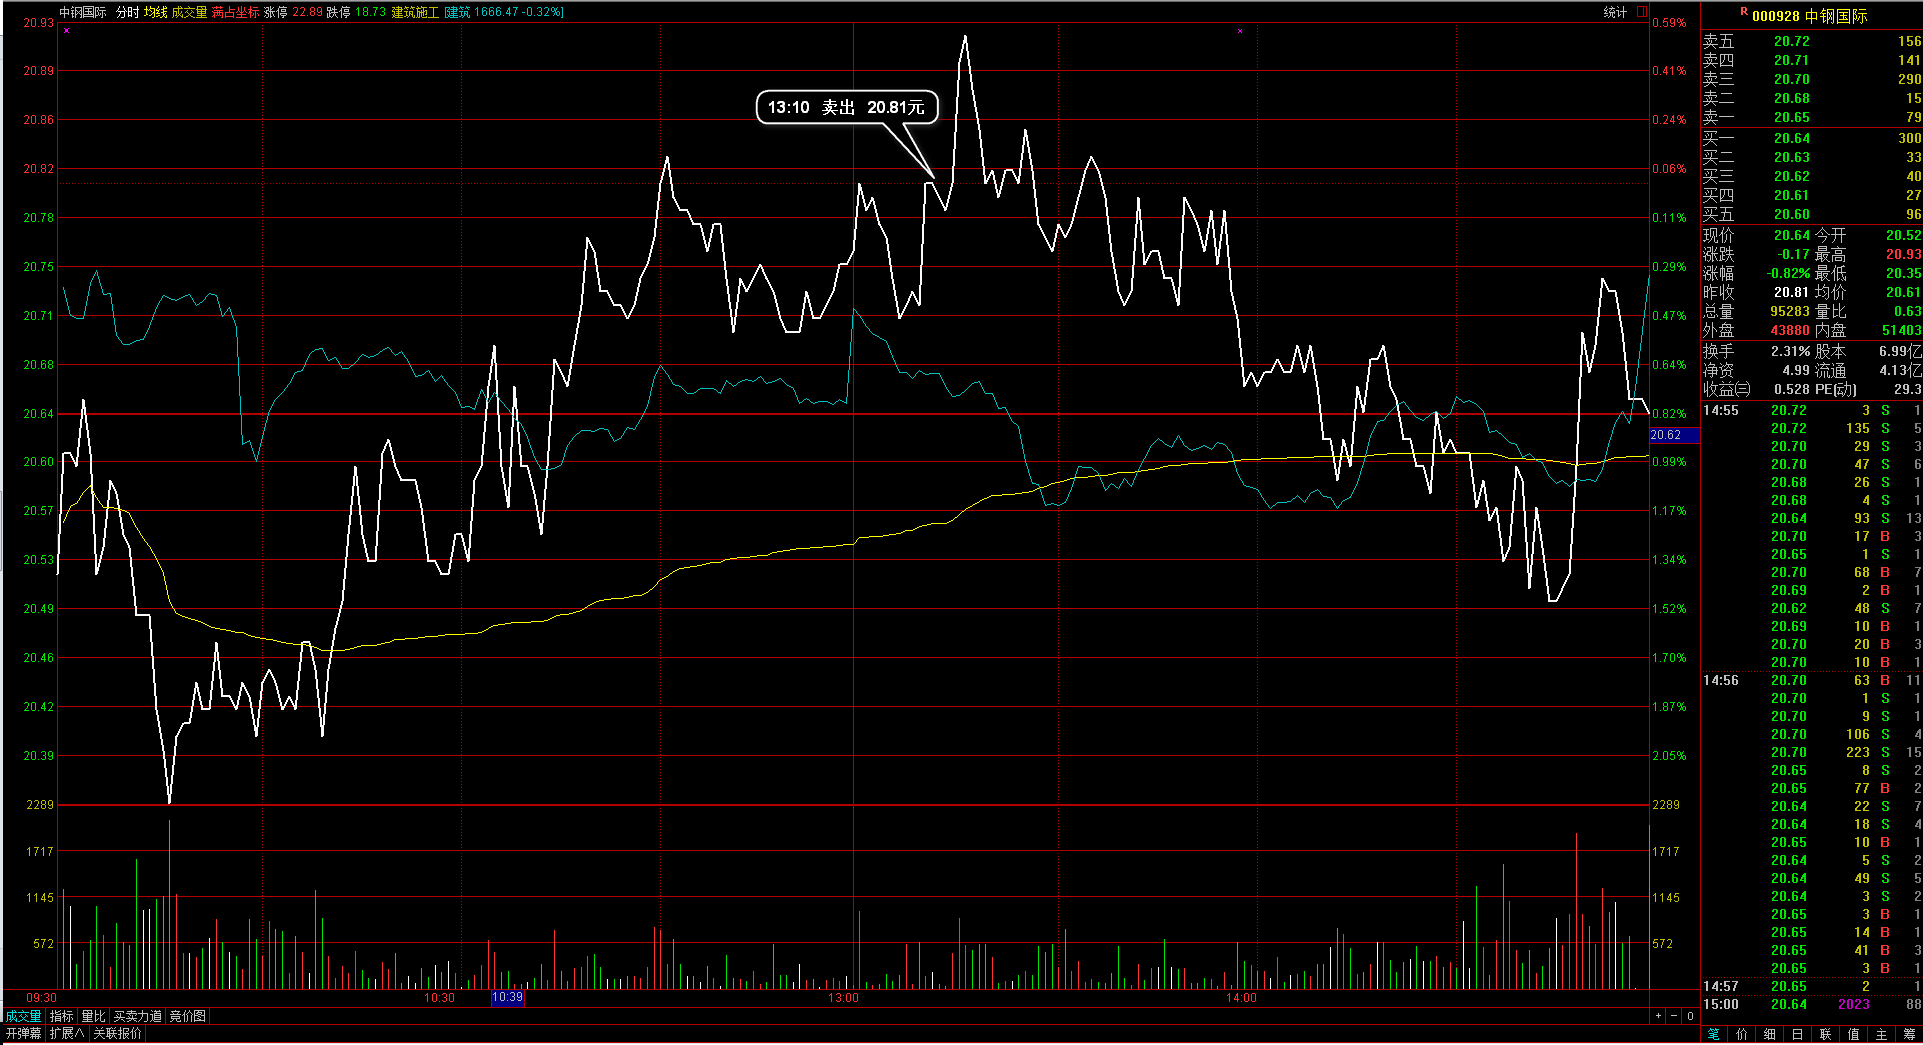 中钢国际 分时 均线 成交量 满占坐标 涨停 22.89 跌停 18.73 建筑施工 [建筑 1666.47 -0.32%]
统计
20.93
20.89
20.86
20.82
20.78
20.75
20.71
20.68
20.64
20.60
20.57
20.53
20.49
20.46
20.42
20.39
2289
1717
1145
572
13:10 卖出 20.81元
0.59%
0.41%
0.24%
0.06%
0.11%
0.29%
0.47%
0.64%
0.82%
20.62
0.99%
1.17%
1.34%
1.52%
1.70%
1.87%
2.05%
2289
1717
1145
572
09:30 10:30 10:39 13:00 14:00
成交量 指标 量比 买卖力道 竞价图
+ - 0
开弹幕 扩展∧ 关联报价
R 000928 中钢国际
卖五 20.72 156
卖四 20.71 141
卖三 20.70 290
卖二 20.68 15
卖一 20.65 79
买一 20.64 300
买二 20.63 33
买三 20.62 40
买四 20.61 27
买五 20.60 96
现价 20.64 今开 20.52
涨跌 -0.17 最高 20.93
涨幅 -0.82% 最低 20.35
昨收 20.81 均价 20.61
总量 95283 量比 0.63
外盘 43880 内盘 51403
换手 2.31% 股本 6.99亿
净资 4.99 流通 4.13亿
收益㈢ 0.528 PE(动) 29.3
14:55 20.72 3 S 1
20.72 135 S 5
20.70 29 S 3
20.70 47 S 6
20.68 26 S 1
20.68 4 S 1
20.64 93 S 13
20.70 17 B 3
20.65 1 S 1
20.70 68 B 7
20.69 2 B 1
20.62 48 S 7
20.69 10 B 1
20.70 20 B 3
20.70 10 B 1
14:56 20.70 63 B 11
20.70 1 S 1
20.70 9 S 1
20.70 106 S 4
20.70 223 S 15
20.65 8 S 2
20.65 77 B 2
20.64 22 S 7
20.64 18 S 4
20.65 10 B 1
20.64 5 S 2
20.64 49 S 5
20.64 3 S 2
20.65 3 B 1
20.65 14 B 1
20.65 41 B 3
20.65 3 B 1
14:57 20.65 2 1
15:00 20.64 2023 88
笔 价 细 日 联 值 主 筹